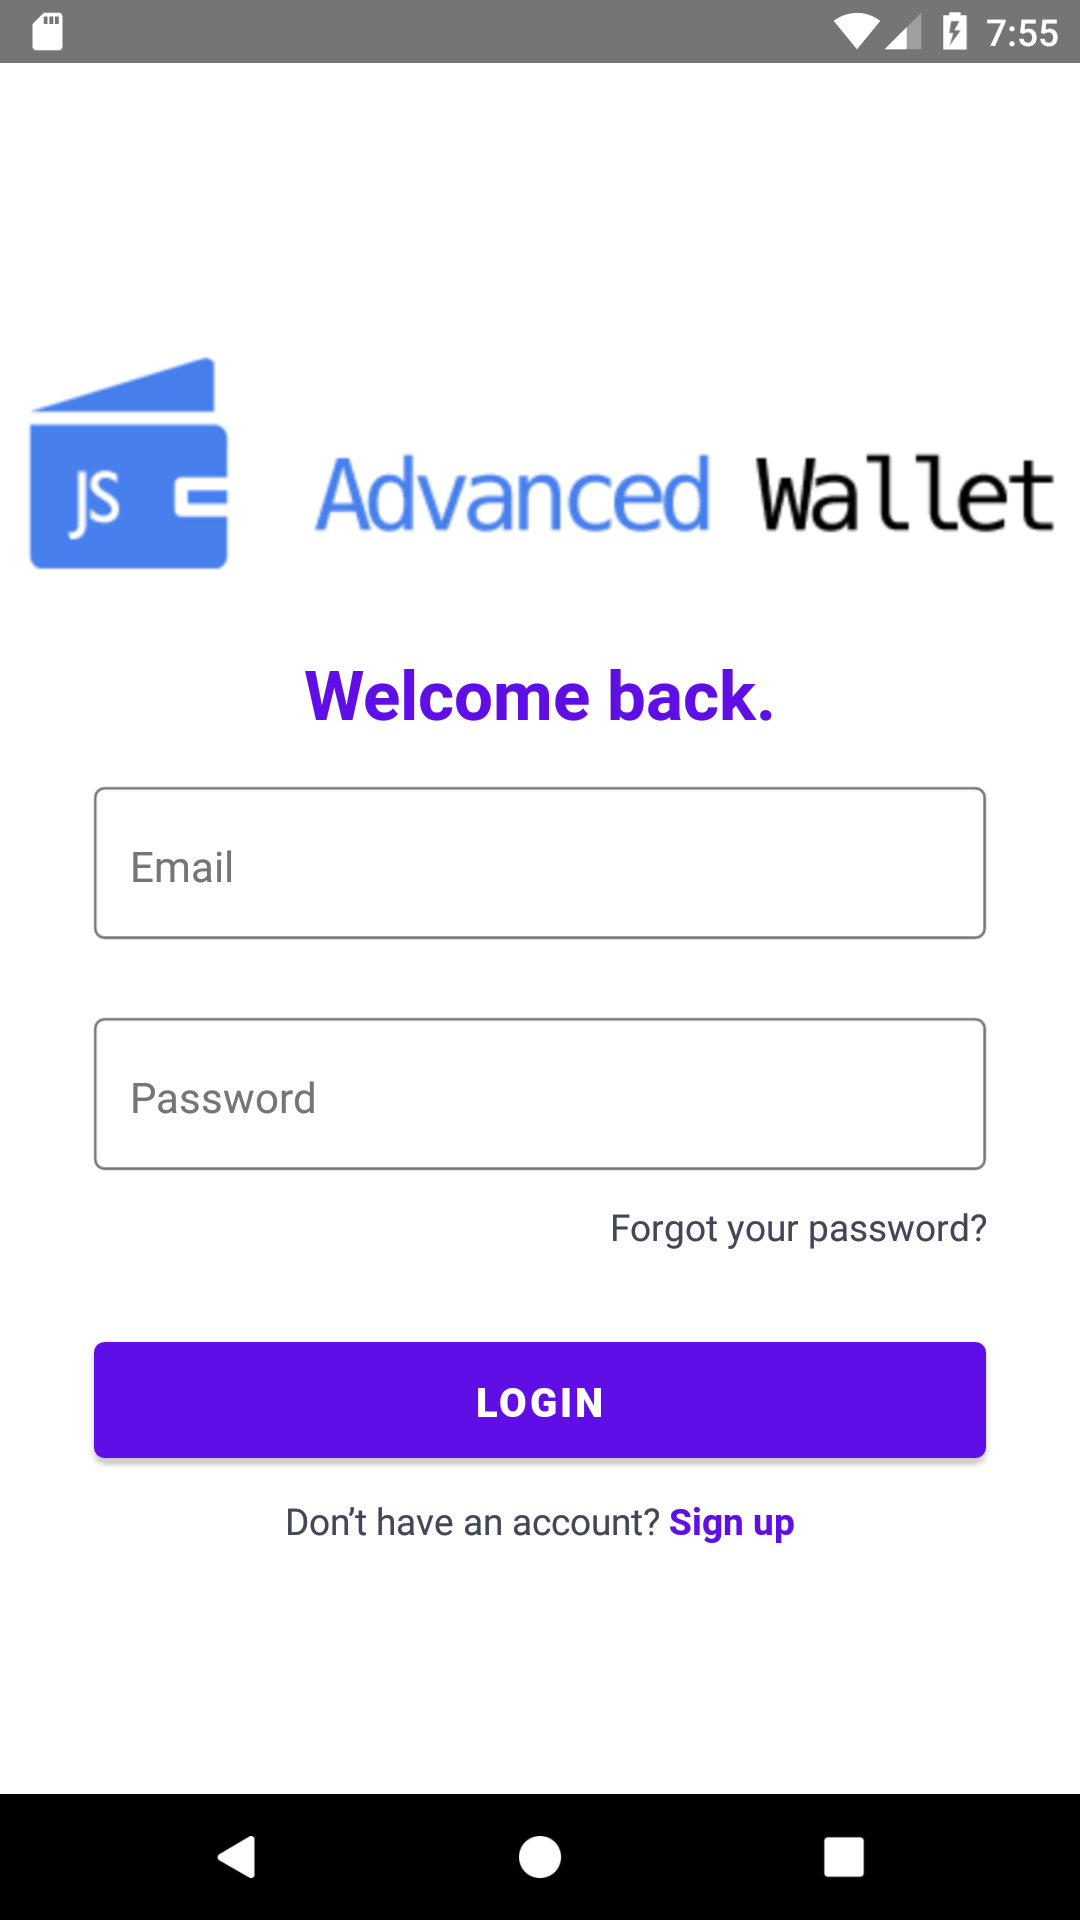 7:55
JS
Advanced Wallet
Welcome back.
Email
Password
Forgot your password?
LOGIN
Don’t have an account? Sign up